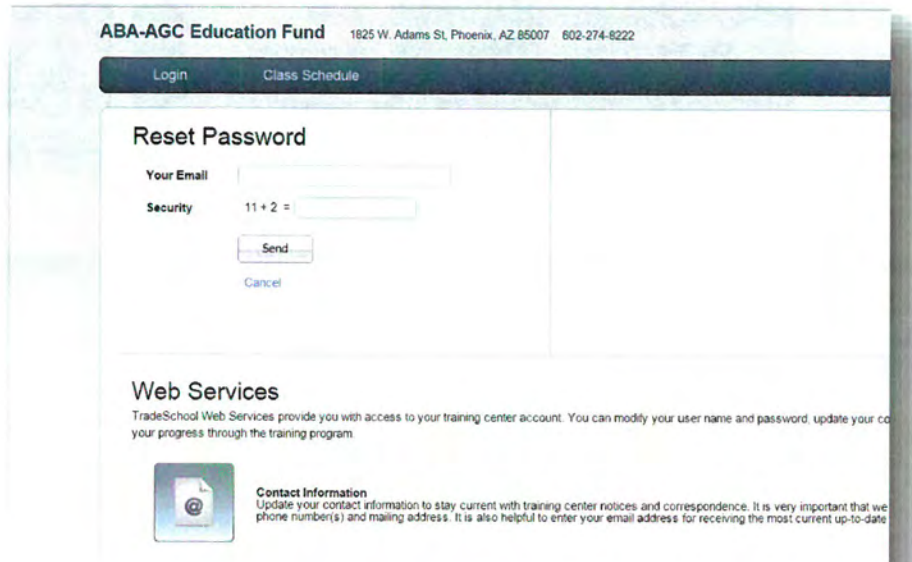 ABA-AGC Education Fund 1825 W. Adams St, Phoenix, AZ 85007 602-274-8222
Login Class Schedule
Reset Password
Your Email
Security 11 + 2 =
Send
Cancel
Web Services
TradeSchool Web Services provide you with access to your training center account. You can modify your user name and password, update your co
your progress through the training program
Contact Information
Update your contact information to stay current with training center notices and correspondence. It is very important that we
phone number(s) and mailing address. It is also helpful to enter your email address for receiving the most current up-to-date
@